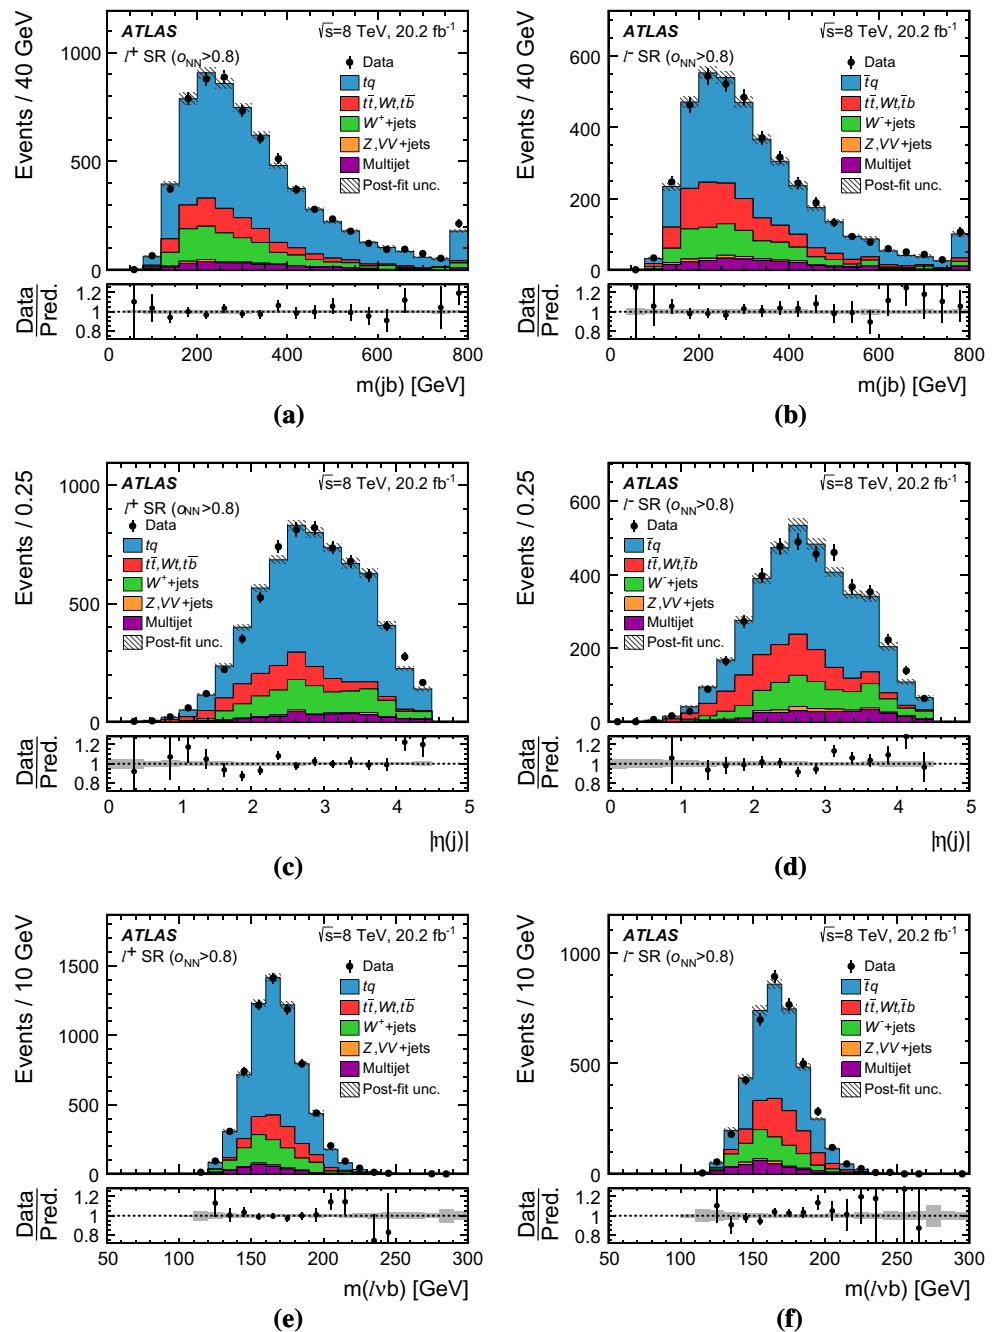 ATLAS √s=8 TeV, 20.2 fb⁻¹
l⁺ SR (o_NN>0.8)
Data
tq
tt̄,Wt,tb̄
W⁺+jets
Z,VV+jets
Multijet
Post-fit unc.
Events / 40 GeV
1000
500
0
Data
Pred.
1.2
1
0.8
0 200 400 600 800
m(jb) [GeV]
(a)
ATLAS √s=8 TeV, 20.2 fb⁻¹
l⁻ SR (o_NN>0.8)
Data
t̄q
tt̄,Wt,t̄b
W⁻+jets
Z,VV+jets
Multijet
Post-fit unc.
Events / 40 GeV
600
400
200
0
Data
Pred.
1.2
1
0.8
0 200 400 600 800
m(jb) [GeV]
(b)
ATLAS √s=8 TeV, 20.2 fb⁻¹
l⁺ SR (o_NN>0.8)
Data
tq
tt̄,Wt,tb̄
W⁺+jets
Z,VV+jets
Multijet
Post-fit unc.
Events / 0.25
1000
500
0
Data
Pred.
1.2
1
0.8
0 1 2 3 4 5
|η(j)|
(c)
ATLAS √s=8 TeV, 20.2 fb⁻¹
l⁻ SR (o_NN>0.8)
Data
t̄q
tt̄,Wt,t̄b
W⁻+jets
Z,VV+jets
Multijet
Post-fit unc.
Events / 0.25
600
400
200
0
Data
Pred.
1.2
1
0.8
0 1 2 3 4 5
|η(j)|
(d)
ATLAS √s=8 TeV, 20.2 fb⁻¹
l⁺ SR (o_NN>0.8)
Data
tq
tt̄,Wt,tb̄
W⁺+jets
Z,VV+jets
Multijet
Post-fit unc.
Events / 10 GeV
1500
1000
500
0
Data
Pred.
1.2
1
0.8
50 100 150 200 250 300
m(lνb) [GeV]
(e)
ATLAS √s=8 TeV, 20.2 fb⁻¹
l⁻ SR (o_NN>0.8)
Data
t̄q
tt̄,Wt,t̄b
W⁻+jets
Z,VV+jets
Multijet
Post-fit unc.
Events / 10 GeV
1000
500
0
Data
Pred.
1.2
1
0.8
50 100 150 200 250 300
m(lνb) [GeV]
(f)